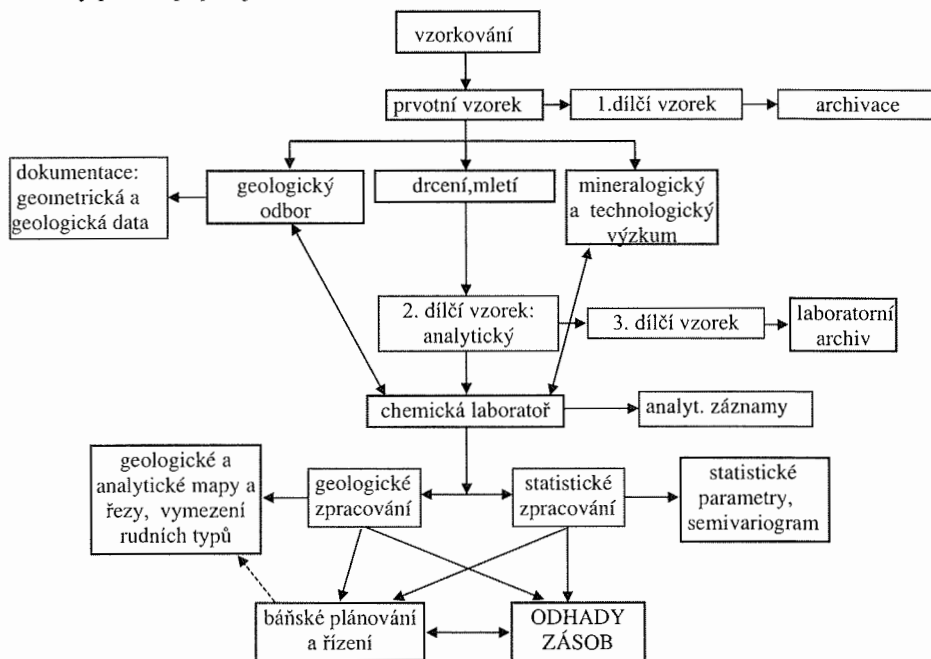 vzorkování
prvotní vzorek
1.dílčí vzorek
archivace
dokumentace:
geometrická a
geologická data
geologický
odbor
drcení,mletí
mineralogický
a technologický
výzkum
2. dílčí vzorek:
analytický
3. dílčí vzorek
laboratorní
archiv
chemická laboratoř
analyt. záznamy
geologické a
analytické mapy a
řezy, vymezení
rudních typů
geologické
zpracování
statistické
zpracování
statistické
parametry,
semivariogram
báňské plánování
a řízení
ODHADY
ZÁSOB